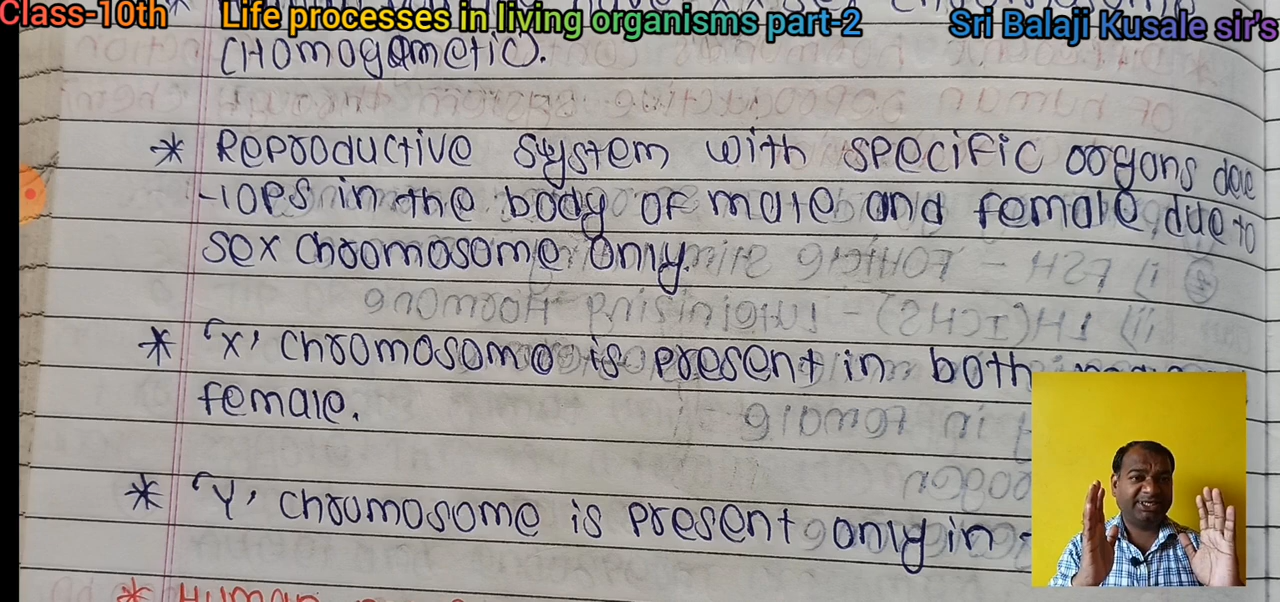 Class-10th Life processes in living organisms part-2 Sri Balaji Kusale sir's
(Homogametic).
* Reproductive system with specific organs deve
-lops in the body of male and female due to
sex chromosome only.
* 'X' chromosome is present in both
female.
* 'Y' chromosome is present only in
* Human